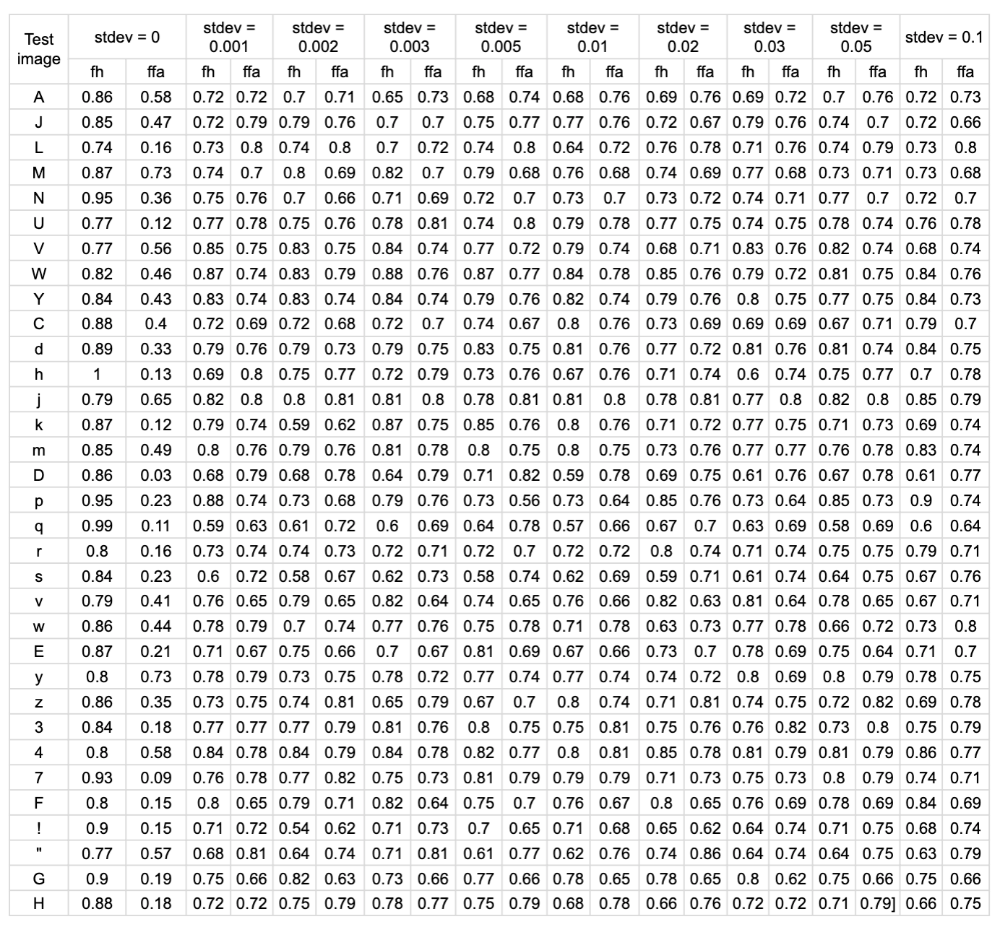 Test image stdev = 0 stdev = 0.001 stdev = 0.002 stdev = 0.003 stdev = 0.005 stdev = 0.01 stdev = 0.02 stdev = 0.03 stdev = 0.05 stdev = 0.1
fh ffa fh ffa fh ffa fh ffa fh ffa fh ffa fh ffa fh ffa fh ffa fh ffa
A 0.86 0.58 0.72 0.72 0.7 0.71 0.65 0.73 0.68 0.74 0.68 0.76 0.69 0.76 0.69 0.72 0.7 0.76 0.72 0.73
J 0.85 0.47 0.72 0.79 0.79 0.76 0.7 0.7 0.75 0.77 0.77 0.76 0.72 0.67 0.79 0.76 0.74 0.7 0.72 0.66
L 0.74 0.16 0.73 0.8 0.74 0.8 0.7 0.72 0.74 0.8 0.64 0.72 0.76 0.78 0.71 0.76 0.74 0.79 0.73 0.8
M 0.87 0.73 0.74 0.7 0.8 0.69 0.82 0.7 0.79 0.68 0.76 0.68 0.74 0.69 0.77 0.68 0.73 0.71 0.73 0.68
N 0.95 0.36 0.75 0.76 0.7 0.66 0.71 0.69 0.72 0.7 0.73 0.7 0.73 0.72 0.74 0.71 0.77 0.7 0.72 0.7
U 0.77 0.12 0.77 0.78 0.75 0.76 0.78 0.81 0.74 0.8 0.79 0.78 0.77 0.75 0.74 0.75 0.78 0.74 0.76 0.78
V 0.77 0.56 0.85 0.75 0.83 0.75 0.84 0.74 0.77 0.72 0.79 0.74 0.68 0.71 0.83 0.76 0.82 0.74 0.68 0.74
W 0.82 0.46 0.87 0.74 0.83 0.79 0.88 0.76 0.87 0.77 0.84 0.78 0.85 0.76 0.79 0.72 0.81 0.75 0.84 0.76
Y 0.84 0.43 0.83 0.74 0.83 0.74 0.84 0.74 0.79 0.76 0.82 0.74 0.79 0.76 0.8 0.75 0.77 0.75 0.84 0.73
C 0.88 0.4 0.72 0.69 0.72 0.68 0.72 0.7 0.74 0.67 0.8 0.76 0.73 0.69 0.69 0.69 0.67 0.71 0.79 0.7
d 0.89 0.33 0.79 0.76 0.79 0.73 0.79 0.75 0.83 0.75 0.81 0.76 0.77 0.72 0.81 0.76 0.81 0.74 0.84 0.75
h 1 0.13 0.69 0.8 0.75 0.77 0.72 0.79 0.73 0.76 0.67 0.76 0.71 0.74 0.6 0.74 0.75 0.77 0.7 0.78
j 0.79 0.65 0.82 0.8 0.8 0.81 0.81 0.8 0.78 0.81 0.81 0.8 0.78 0.81 0.77 0.8 0.82 0.8 0.85 0.79
k 0.87 0.12 0.79 0.74 0.59 0.62 0.87 0.75 0.85 0.76 0.8 0.76 0.71 0.72 0.77 0.75 0.71 0.73 0.69 0.74
m 0.85 0.49 0.8 0.76 0.79 0.76 0.81 0.78 0.8 0.75 0.8 0.75 0.73 0.76 0.77 0.77 0.76 0.78 0.83 0.74
D 0.86 0.03 0.68 0.79 0.68 0.78 0.64 0.79 0.71 0.82 0.59 0.78 0.69 0.75 0.61 0.76 0.67 0.78 0.61 0.77
p 0.95 0.23 0.88 0.74 0.73 0.68 0.79 0.76 0.73 0.56 0.73 0.64 0.85 0.76 0.73 0.64 0.85 0.73 0.9 0.74
q 0.99 0.11 0.59 0.63 0.61 0.72 0.6 0.69 0.64 0.78 0.57 0.66 0.67 0.7 0.63 0.69 0.58 0.69 0.6 0.64
r 0.8 0.16 0.73 0.74 0.74 0.73 0.72 0.71 0.72 0.7 0.72 0.72 0.8 0.74 0.71 0.74 0.75 0.75 0.79 0.71
s 0.84 0.23 0.6 0.72 0.58 0.67 0.62 0.73 0.58 0.74 0.62 0.69 0.59 0.71 0.61 0.74 0.64 0.75 0.67 0.76
v 0.79 0.41 0.76 0.65 0.79 0.65 0.82 0.64 0.74 0.65 0.76 0.66 0.82 0.63 0.81 0.64 0.78 0.65 0.67 0.71
w 0.86 0.44 0.78 0.79 0.7 0.74 0.77 0.76 0.75 0.78 0.71 0.78 0.63 0.73 0.77 0.78 0.66 0.72 0.73 0.8
E 0.87 0.21 0.71 0.67 0.75 0.66 0.7 0.67 0.81 0.69 0.67 0.66 0.73 0.7 0.78 0.69 0.75 0.64 0.71 0.7
y 0.8 0.73 0.78 0.79 0.73 0.75 0.78 0.72 0.77 0.74 0.77 0.74 0.74 0.72 0.8 0.69 0.8 0.79 0.78 0.75
z 0.86 0.35 0.73 0.75 0.74 0.81 0.65 0.79 0.67 0.7 0.8 0.74 0.71 0.81 0.74 0.75 0.72 0.82 0.69 0.78
3 0.84 0.18 0.77 0.77 0.77 0.79 0.81 0.76 0.8 0.75 0.75 0.81 0.75 0.76 0.76 0.82 0.73 0.8 0.75 0.79
4 0.8 0.58 0.84 0.78 0.84 0.79 0.84 0.78 0.82 0.77 0.8 0.81 0.85 0.78 0.81 0.79 0.81 0.79 0.86 0.77
7 0.93 0.09 0.76 0.78 0.77 0.82 0.75 0.73 0.81 0.79 0.79 0.79 0.71 0.73 0.75 0.73 0.8 0.79 0.74 0.71
F 0.8 0.15 0.8 0.65 0.79 0.71 0.82 0.64 0.75 0.7 0.76 0.67 0.8 0.65 0.76 0.69 0.78 0.69 0.84 0.69
! 0.9 0.15 0.71 0.72 0.54 0.62 0.71 0.73 0.7 0.65 0.71 0.68 0.65 0.62 0.64 0.74 0.71 0.75 0.68 0.74
" 0.77 0.57 0.68 0.81 0.64 0.74 0.71 0.81 0.61 0.77 0.62 0.76 0.74 0.86 0.64 0.74 0.64 0.75 0.63 0.79
G 0.9 0.19 0.75 0.66 0.82 0.63 0.73 0.66 0.77 0.66 0.78 0.65 0.78 0.65 0.8 0.62 0.75 0.66 0.75 0.66
H 0.88 0.18 0.72 0.72 0.75 0.79 0.78 0.77 0.75 0.79 0.68 0.78 0.66 0.76 0.72 0.72 0.71 0.79] 0.66 0.75